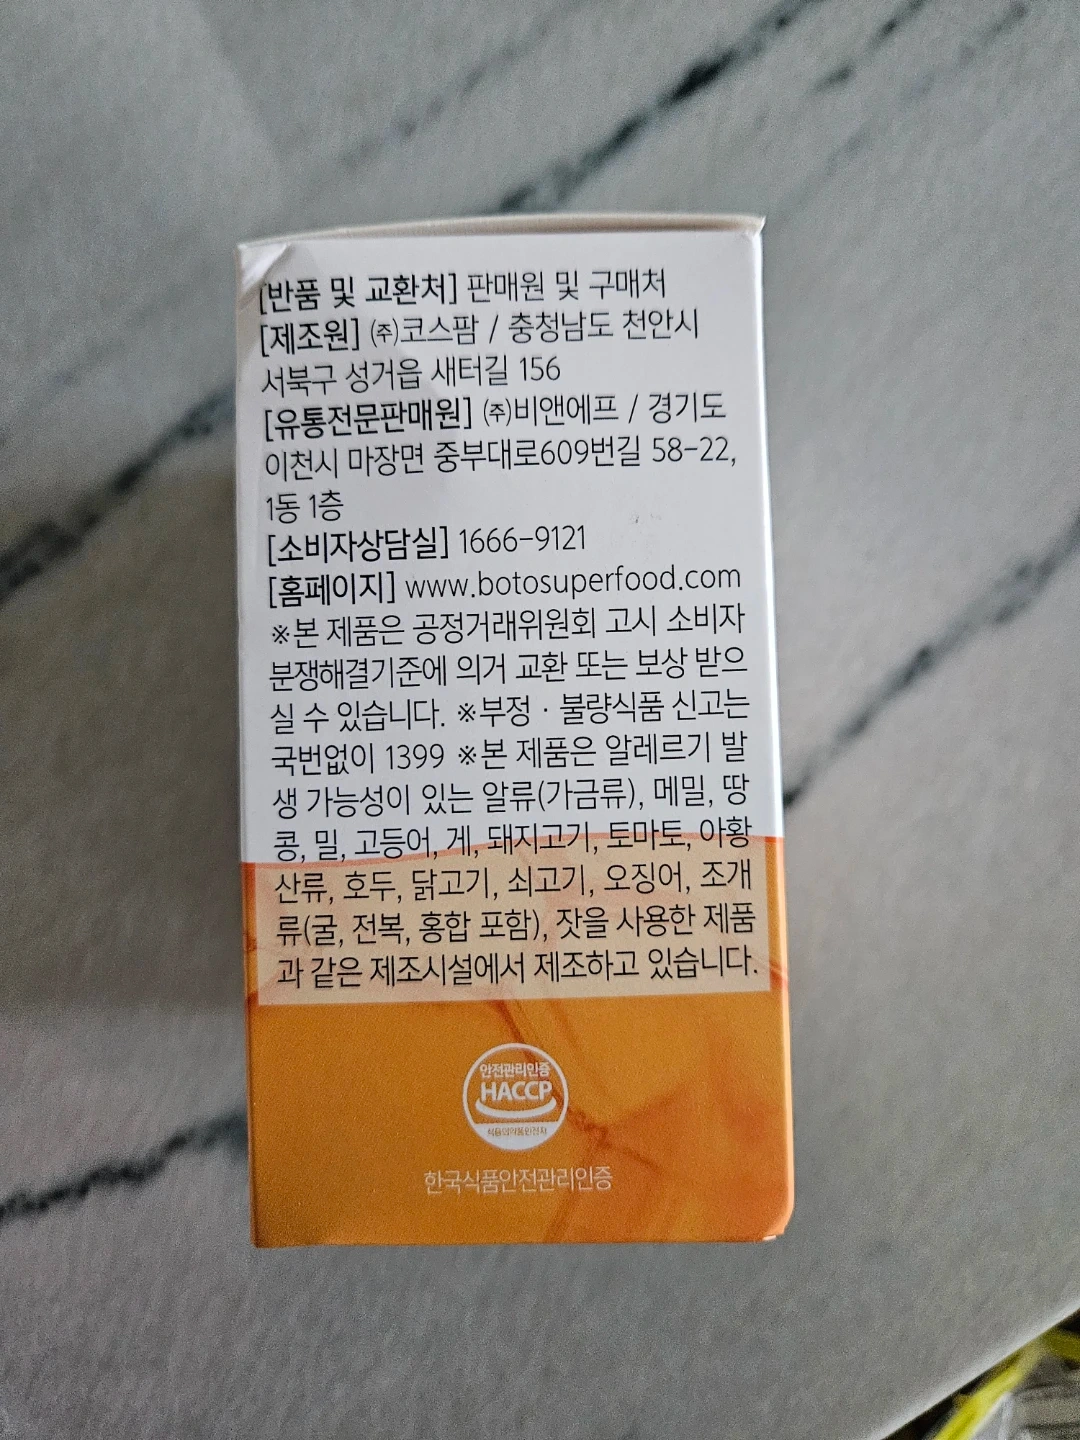 [반품 및 교환처] 판매원 및 구매처
[제조원] ㈜코스팜 / 충청남도 천안시
서북구 성거읍 새터길 156
[유통전문판매원] ㈜비앤에프 / 경기도
이천시 마장면 중부대로609번길 58-22,
1동 1층
[소비자상담실] 1666-9121
[홈페이지] www.botosuperfood.com
※본 제품은 공정거래위원회 고시 소비자
분쟁해결기준에 의거 교환 또는 보상 받으
실 수 있습니다. ※부정 · 불량식품 신고는
국번없이 1399 ※본 제품은 알레르기 발
생 가능성이 있는 알류(가금류), 메밀, 땅
콩, 밀, 고등어, 게, 돼지고기, 토마토, 아황
산류, 호두, 닭고기, 쇠고기, 오징어, 조개
류(굴, 전복, 홍합 포함), 잣을 사용한 제품
과 같은 제조시설에서 제조하고 있습니다.
안전관리인증
HACCP
식품의약품안전처
한국식품안전관리인증